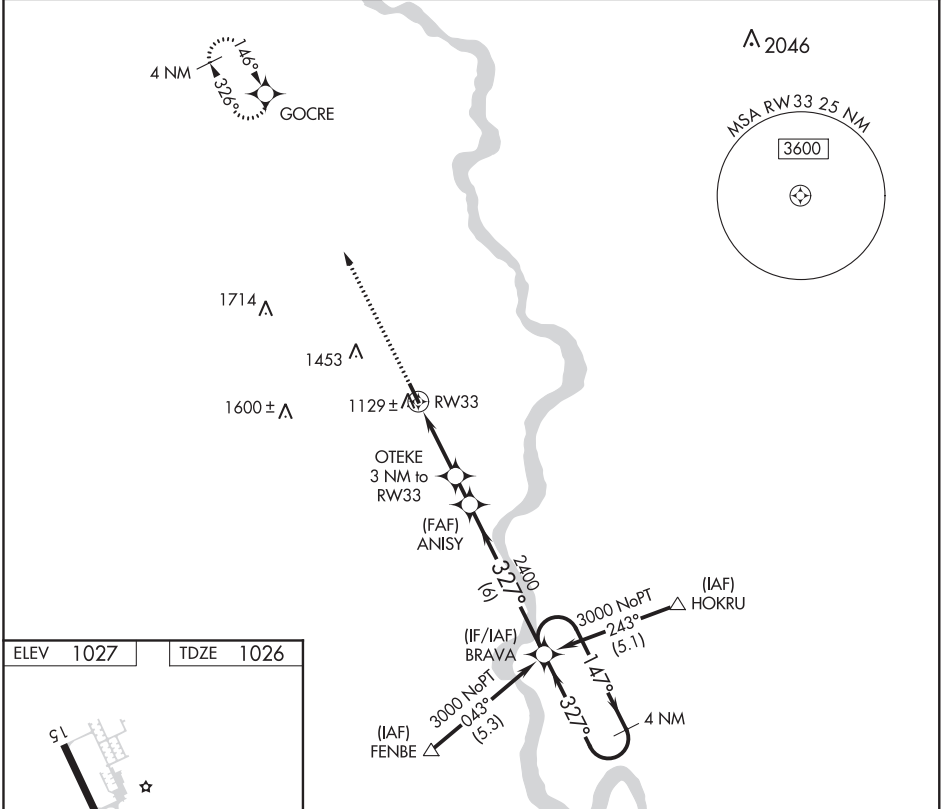 146°
4 NM
326°
GOCRE
2046
MSA RW33 25 NM
3600
1714
1453
1600 ±
1129 ±
RW33
OTEKE
3 NM to
RW33
(FAF)
ANISY
2400
327°
(6)
(IAF)
HOKRU
3000 NoPT
243°
(5.1)
(IF/IAF)
BRAVA
147°
327°
4 NM
3000 NoPT
043°
(5.3)
(IAF)
FENBE
ELEV 1027
TDZE 1026
15